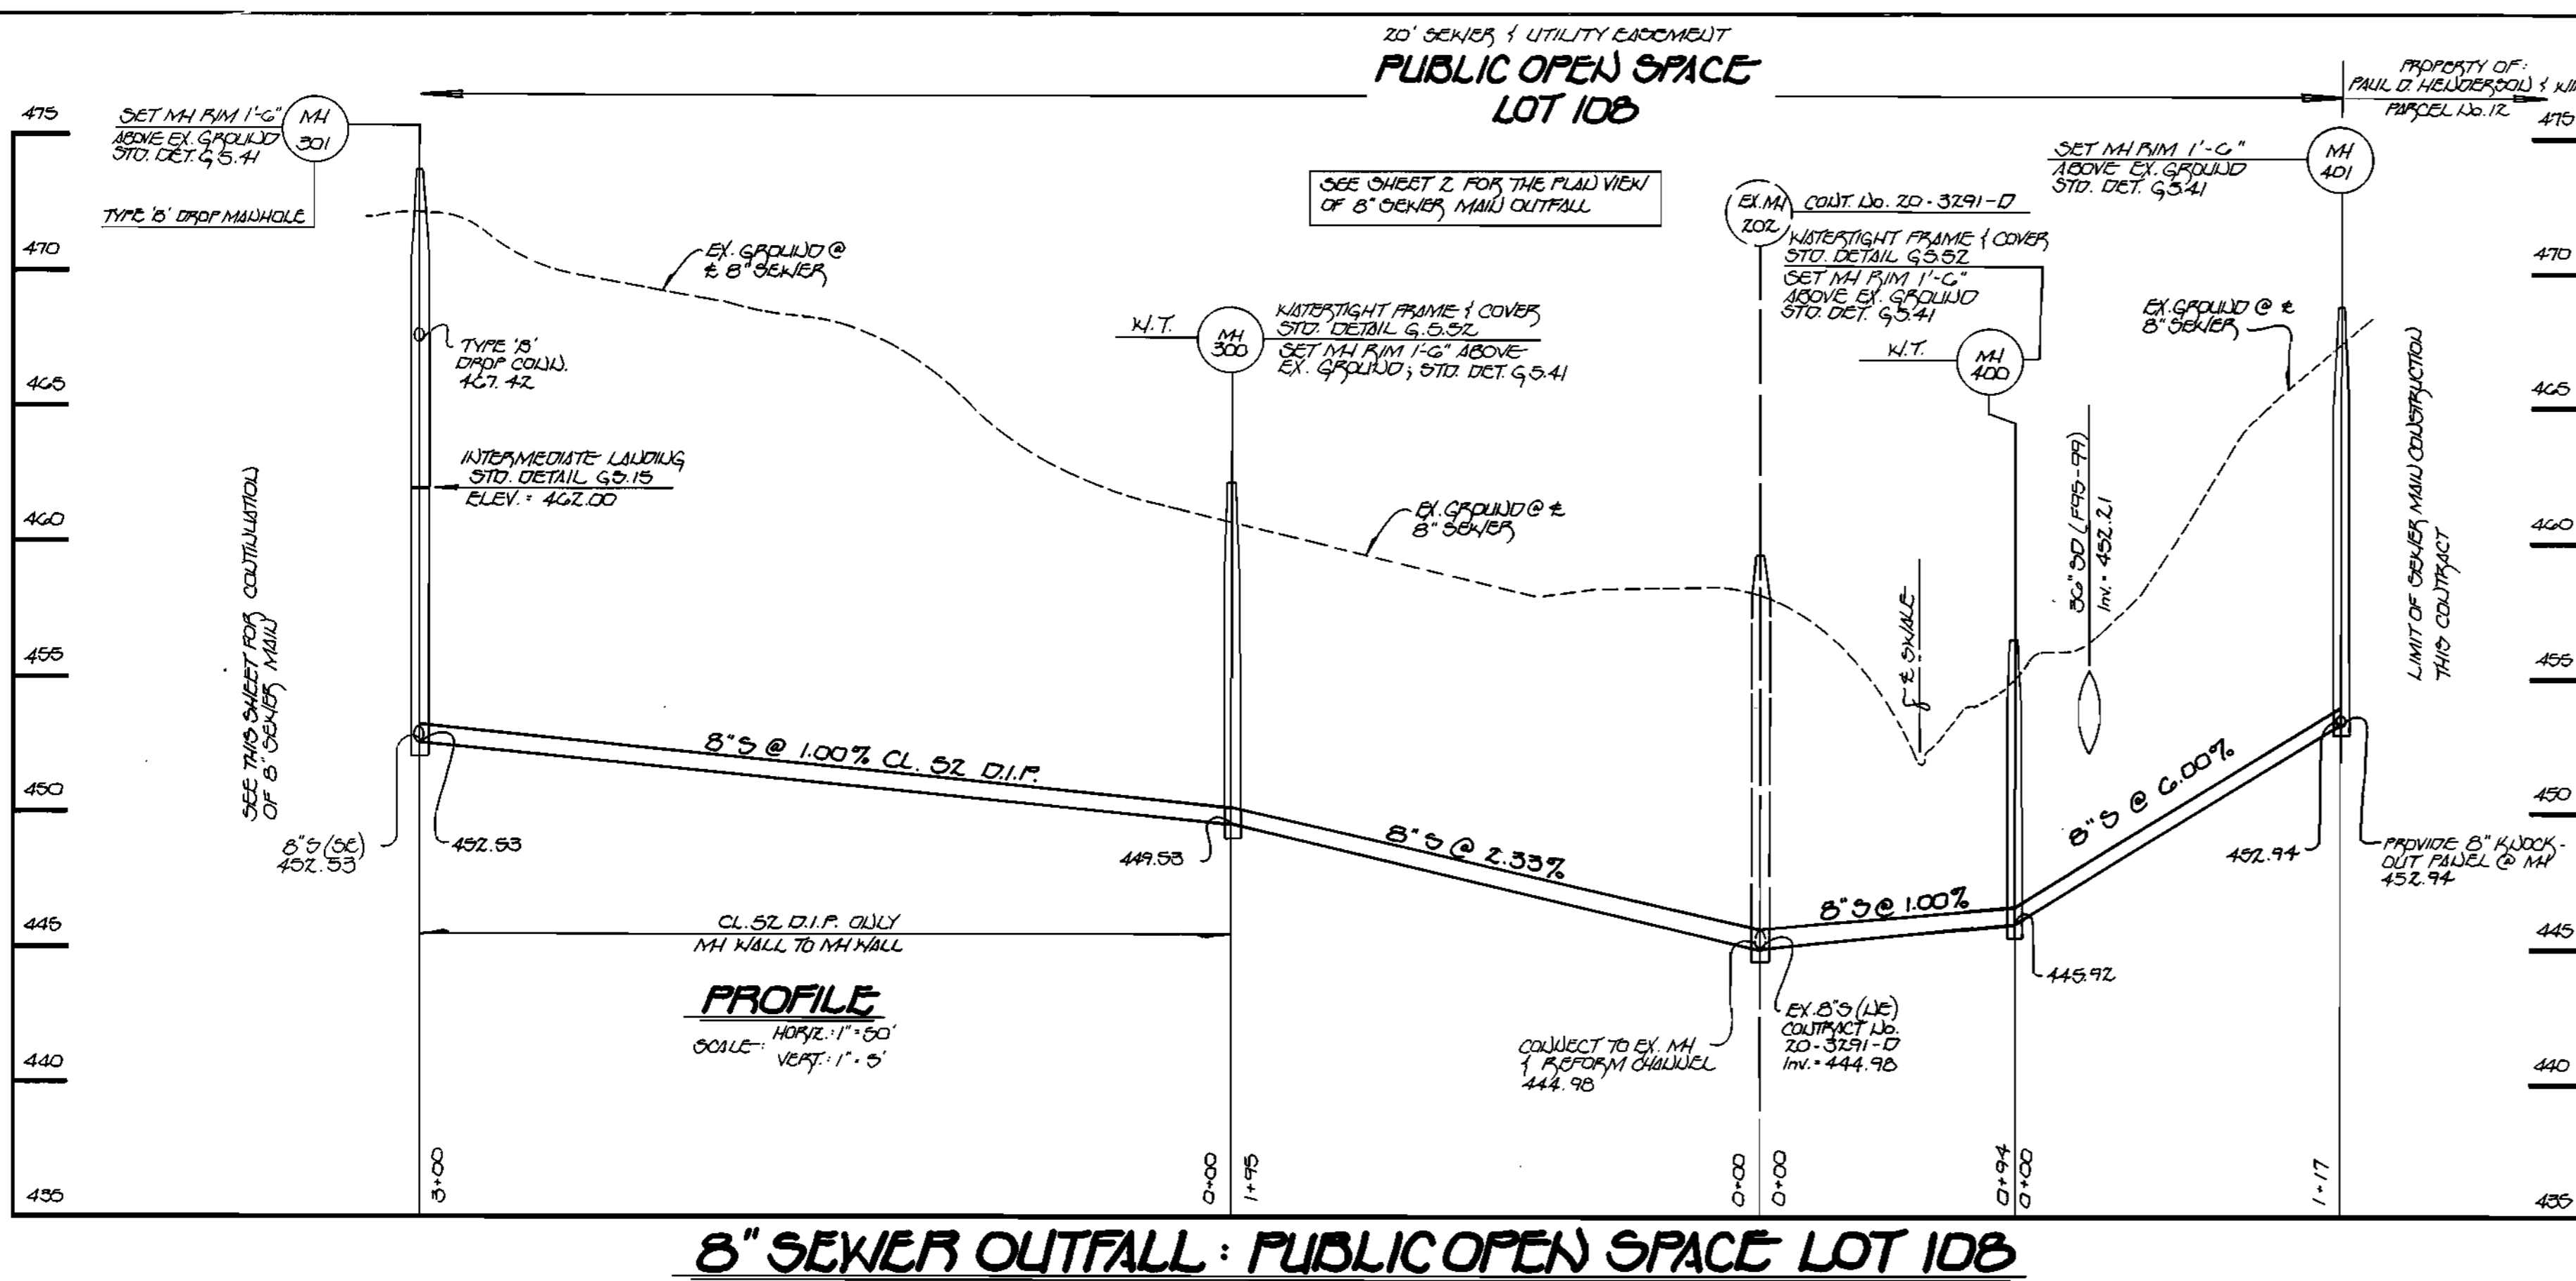 20' SEWER & UTILITY EASEMENT
PUBLIC OPEN SPACE
LOT 108
PROPERTY OF:
PAUL D. HENDERSON &
PARCEL No. 12
475
470
465
460
455
450
445
440
435
SET MH RIM 1'-6"
ABOVE EX. GROUND
STD. DET. G5.41
MH
301
TYPE 'B' DROP MANHOLE
EX. GROUND @
℄ 8" SEWER
TYPE 'B'
DROP CONN.
467.42
INTERMEDIATE LANDING
STD. DETAIL G5.15
ELEV. = 462.00
SEE THIS SHEET FOR CONTINUATION
OF 8" SEWER MAIN
8"S (SE)
452.53
452.53
8"S @ 1.00% CL. 52 D.I.P.
CL. 52 D.I.P. ONLY
MH WALL TO MH WALL
PROFILE
SCALE: HORIZ.: 1" = 50'
VERT.: 1" = 5'
SEE SHEET 2 FOR THE PLAN VIEW
OF 8" SEWER MAIN OUTFALL
W.T.
MH
300
WATERTIGHT FRAME & COVER
STD. DETAIL G.5.52
SET MH RIM 1'-6" ABOVE
EX. GROUND; STD. DET. G5.41
EX. GROUND @ ℄
8" SEWER
449.53
8"S @ 2.33%
EX. MH
202
CONT. No. 20-3291-D
WATERTIGHT FRAME & COVER
STD. DETAIL G5.52
SET MH RIM 1'-6"
ABOVE EX. GROUND
STD. DET. G5.41
W.T.
MH
400
℄ SWALE
36" SD (F95-99)
Inv. = 452.21
8"S @ 1.00%
CONNECT TO EX. MH
& REFORM CHANNEL
444.98
EX. 8"S (NE)
CONTRACT No.
20-3291-D
Inv. = 444.98
445.92
8"S @ 6.00%
SET MH RIM 1'-6"
ABOVE EX. GROUND
STD. DET. G5.41
MH
401
EX. GROUND @ ℄
8" SEWER
LIMIT OF SEWER MAIN CONSTRUCTION
THIS CONTRACT
452.94
PROVIDE 8" KNOCK-
OUT PANEL @ MH
452.94
475
470
465
460
455
450
445
440
435
3+00
0+00
1+95
0+00
0+00
0+94
0+00
1+17
8" SEWER OUTFALL: PUBLIC OPEN SPACE LOT 108